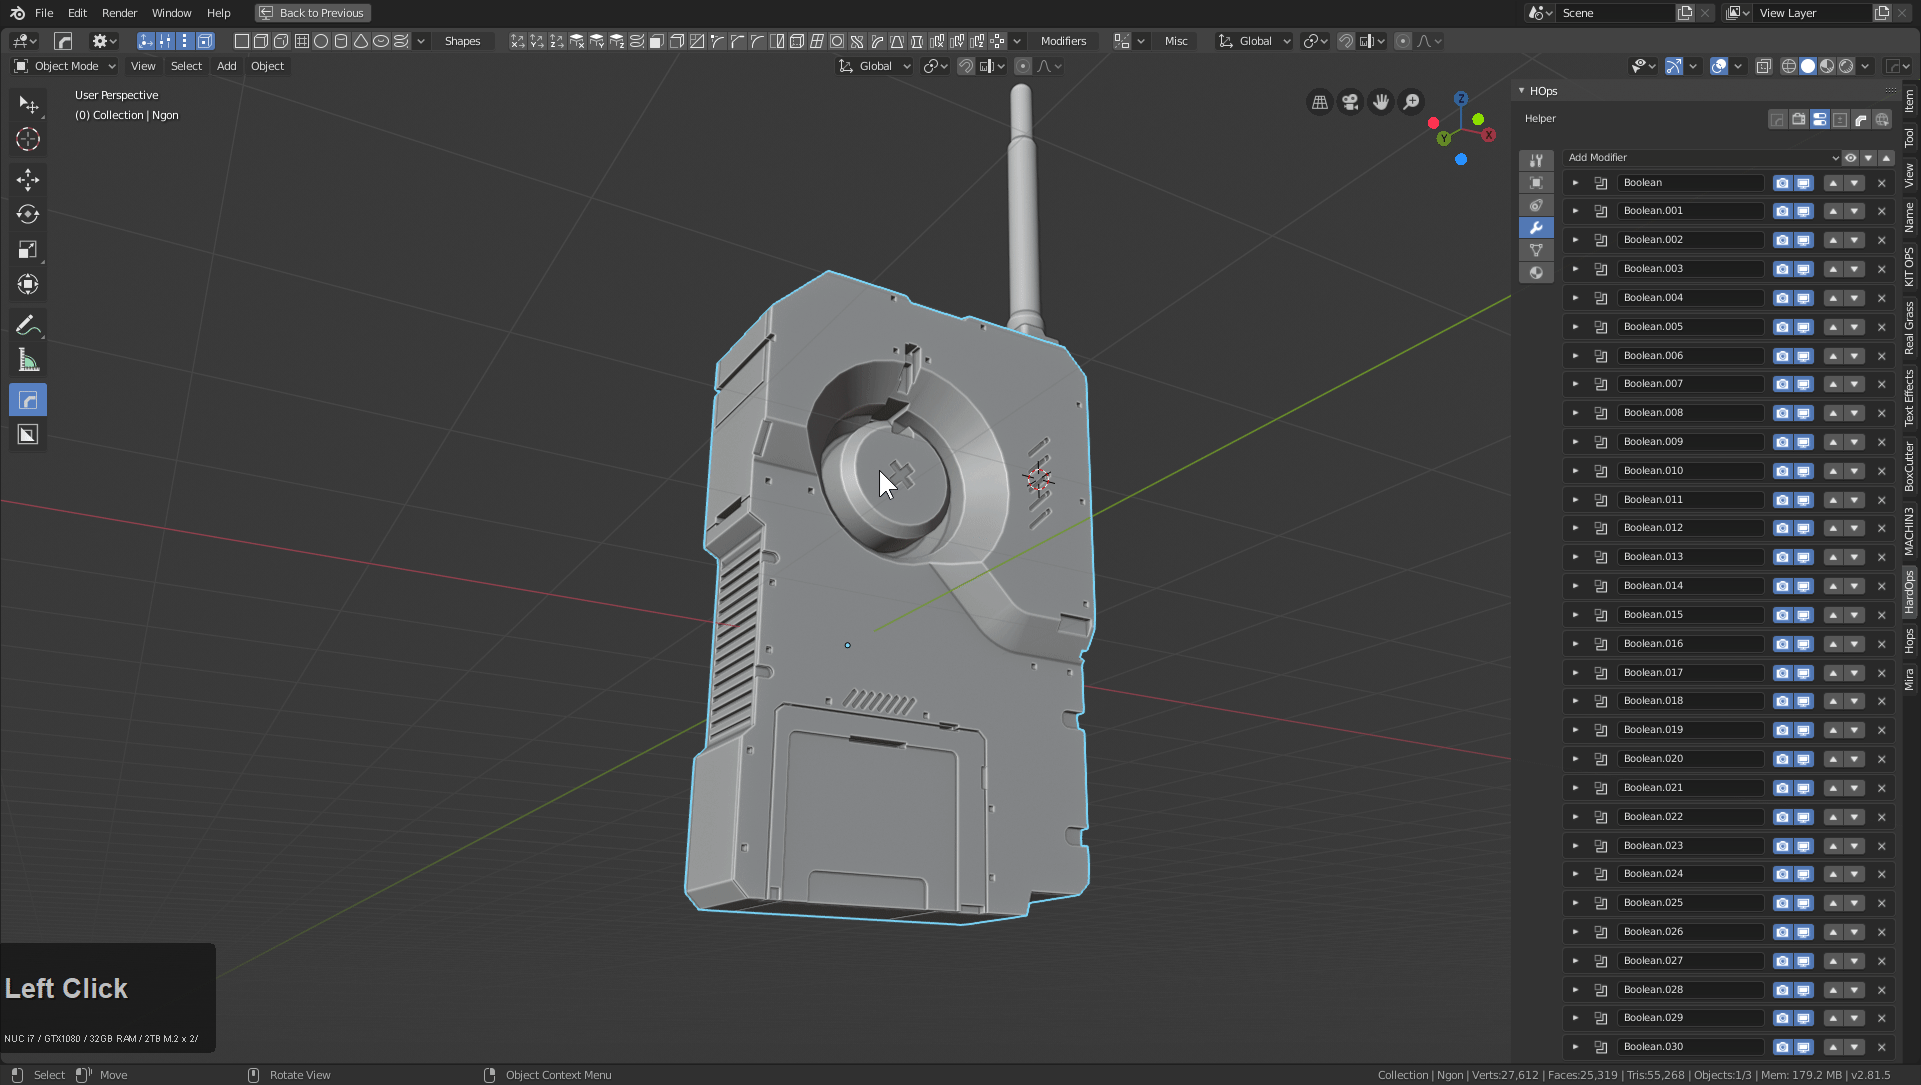 File Edit Render Window Help Back to Previous Scene View Layer
Shapes Modifiers Misc Global
Object Mode View Select Add Object Global
User Perspective
(0) Collection | Ngon
Z
X
Y
HOps
Helper
Add Modifier
Boolean
Boolean.001
Boolean.002
Boolean.003
Boolean.004
Boolean.005
Boolean.006
Boolean.007
Boolean.008
Boolean.009
Boolean.010
Boolean.011
Boolean.012
Boolean.013
Boolean.014
Boolean.015
Boolean.016
Boolean.017
Boolean.018
Boolean.019
Boolean.020
Boolean.021
Boolean.022
Boolean.023
Boolean.024
Boolean.025
Boolean.026
Boolean.027
Boolean.028
Boolean.029
Boolean.030
Item
Tool
View
Name
KIT OPS
Real Grass
Text Effects
BoxCutter
MACHIN3
HardOps
Hops
Mira
Left Click
NUC i7 / GTX1080 / 32GB RAM / 2TB M.2 x 2/
Select Move Rotate View Object Context Menu Collection | Ngon | Verts:27,612 | Faces:25,319 | Tris:55,268 | Objects:1/3 | Mem: 179.2 MB | v2.81.5